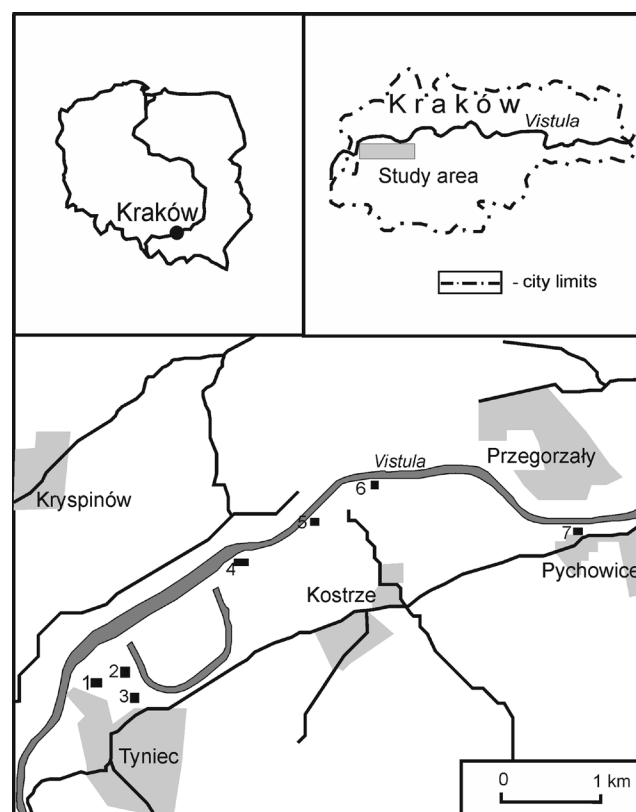 Kraków
Kraków
Vistula
Study area
- city limits
Vistula
Przegorzały
Kryspinów
6
5
7
4
Pychowice
Kostrze
2
1
3
Tyniec
0 1 km